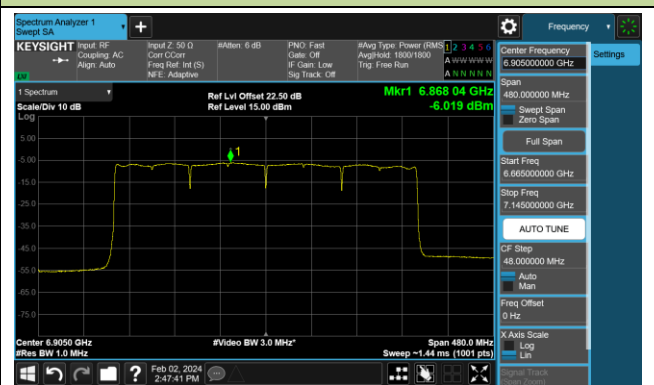 Spectrum Analyzer 1
Swept SA
Frequency
KEYSIGHT
Input: RF
Coupling: AC
Align: Auto
Input Z: 50 Ω
Corr CCorr
Freq Ref: Int (S)
NFE: Adaptive
#Atten: 6 dB
PNO: Fast
Gate: Off
IF Gain: Low
Sig Track: Off
#Avg Type: Power (RMS
Avg|Hold: 1800/1800
Trig: Free Run
1 2 3 4 5 6
A W W W W W
A N N N N N
LXI
1 Spectrum
Scale/Div 10 dB
Ref Lvl Offset 22.50 dB
Ref Level 15.00 dBm
Mkr1 6.868 04 GHz
-6.019 dBm
Log
1
5.00
-5.00
-15.0
-25.0
-35.0
-45.0
-55.0
-65.0
-75.0
Center 6.9050 GHz
#Res BW 1.0 MHz
#Video BW 3.0 MHz*
Span 480.0 MHz
Sweep ~1.44 ms (1001 pts)
Feb 02, 2024
2:47:41 PM
Center Frequency
6.905000000 GHz
Settings
Span
480.000000 MHz
Swept Span
Zero Span
Full Span
Start Freq
6.665000000 GHz
Stop Freq
7.145000000 GHz
AUTO TUNE
CF Step
48.000000 MHz
Auto
Man
Freq Offset
0 Hz
X Axis Scale
Log
Lin
Signal Track
(Span Zoom)